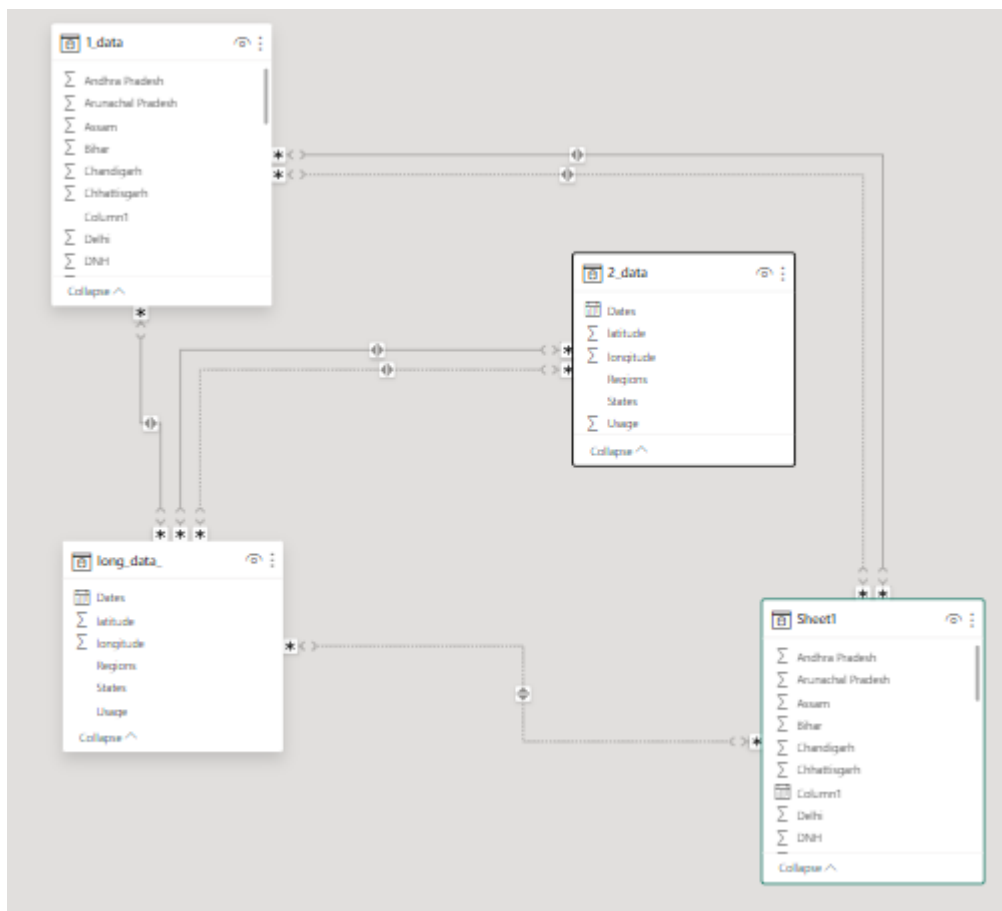 1_data
Andhra Pradesh
Arunachal Pradesh
Assam
Bihar
Chandigarh
Chhattisgarh
Column1
Delhi
DNH
Collapse
2_data
Dates
latitude
longitude
Regions
States
Usage
Collapse
long_data_
Dates
latitude
longitude
Regions
States
Usage
Collapse
Sheet1
Andhra Pradesh
Arunachal Pradesh
Assam
Bihar
Chandigarh
Chhattisgarh
Column1
Delhi
DNH
Collapse